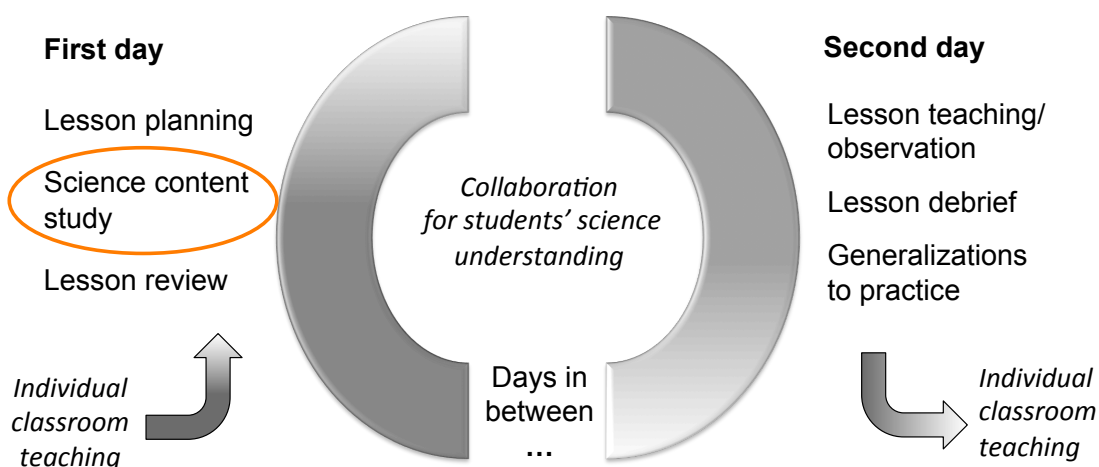 First day
Lesson planning
Science content
study
Lesson review
Individual
classroom
teaching
Collaboration
for students’ science
understanding
Days in
between
...
Second day
Lesson teaching/
observation
Lesson debrief
Generalizations
to practice
Individual
classroom
teaching